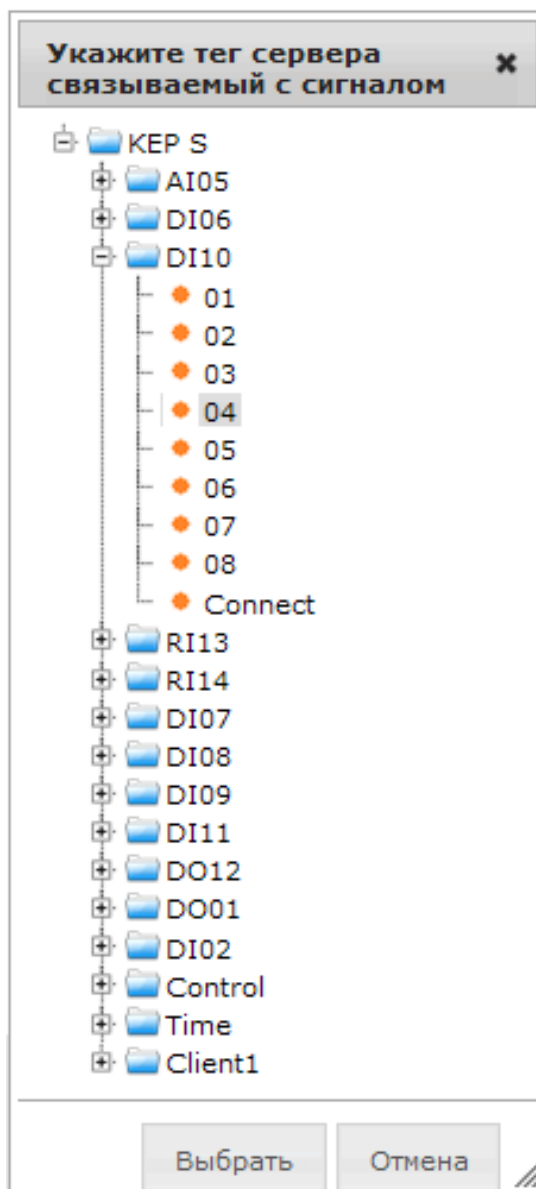 Укажите тег сервера
связываемый с сигналом
KEP S
AI05
DI06
DI10
01
02
03
04
05
06
07
08
Connect
RI13
RI14
DI07
DI08
DI09
DI11
DO12
DO01
DI02
Control
Time
Client1
Выбрать Отмена